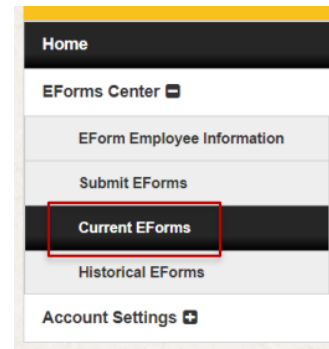 Home
EForms Center
EForm Employee Information
Submit EForms
Current EForms
Historical EForms
Account Settings